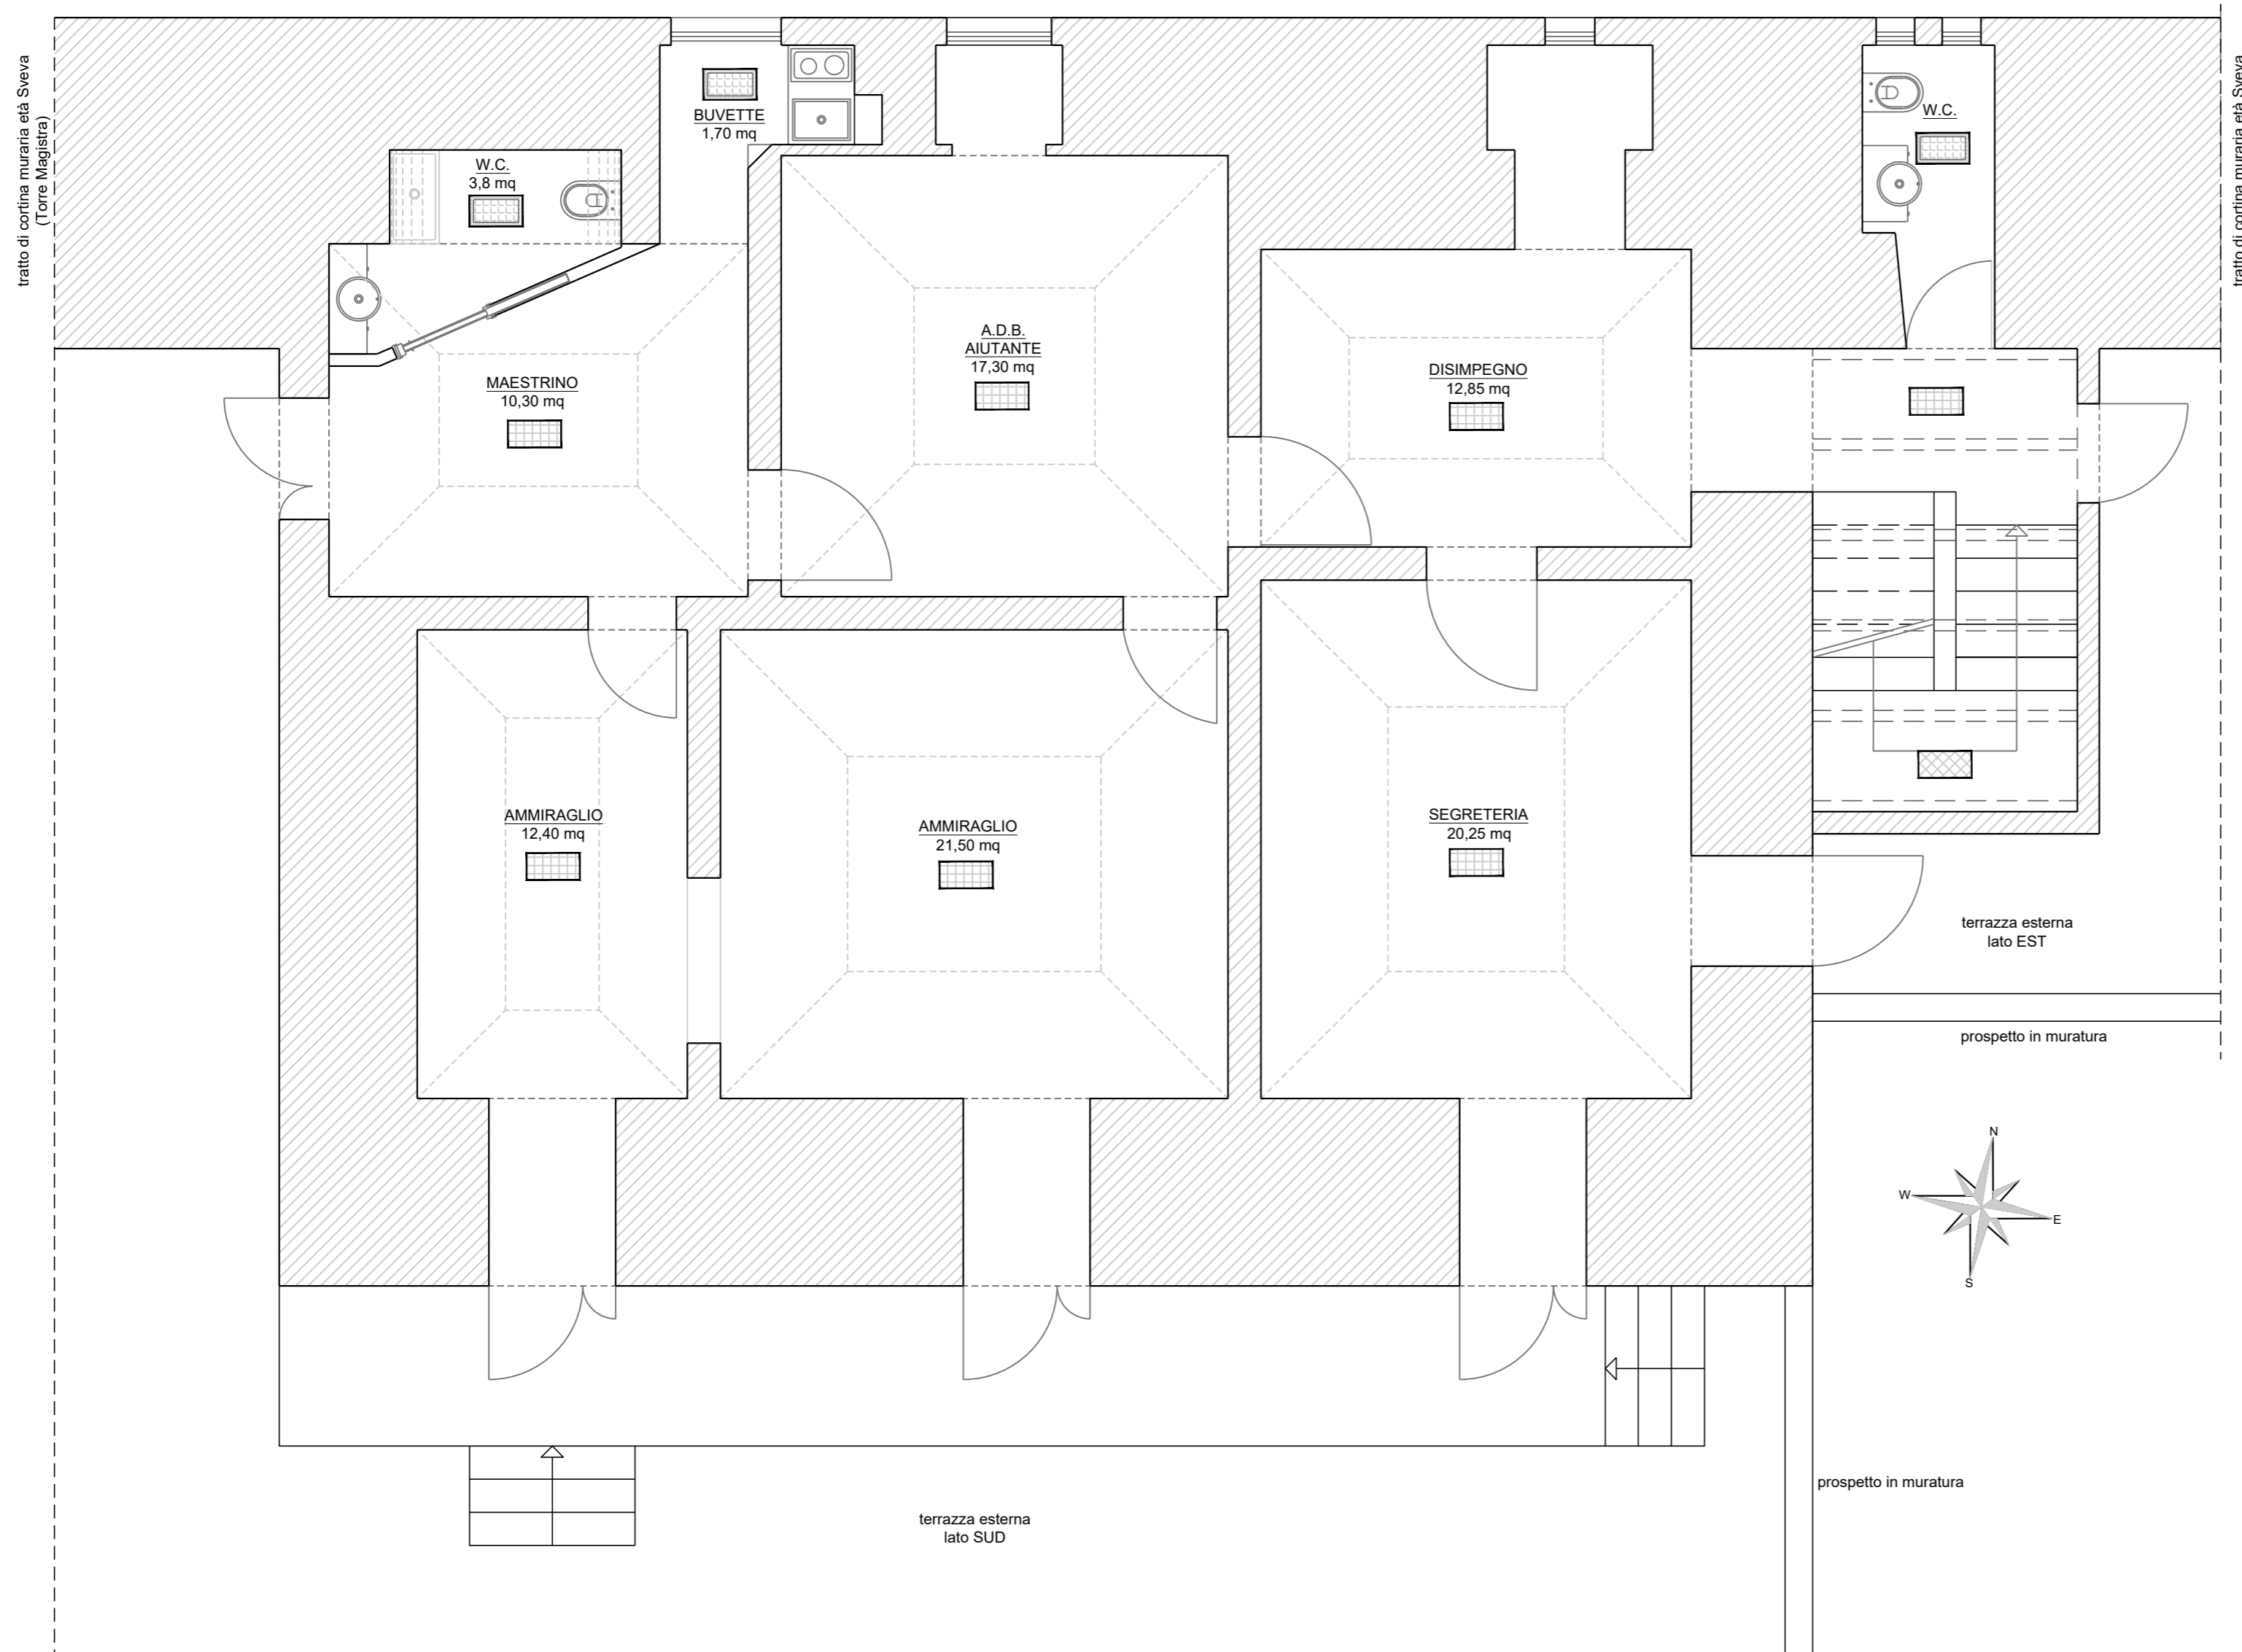 tratto di cortina muraria età Sveva
(Torre Magistra)
BUVETTE
1,70 mq
W.C.
3,8 mq
W.C.
tratto di cortina muraria età Sveva
A.D.B.
AIUTANTE
17,30 mq
MAESTRINO
10,30 mq
DISIMPEGNO
12,85 mq
AMMIRAGLIO
12,40 mq
AMMIRAGLIO
21,50 mq
SEGRETERIA
20,25 mq
terrazza esterna
lato EST
prospetto in muratura
N
W
E
S
prospetto in muratura
terrazza esterna
lato SUD